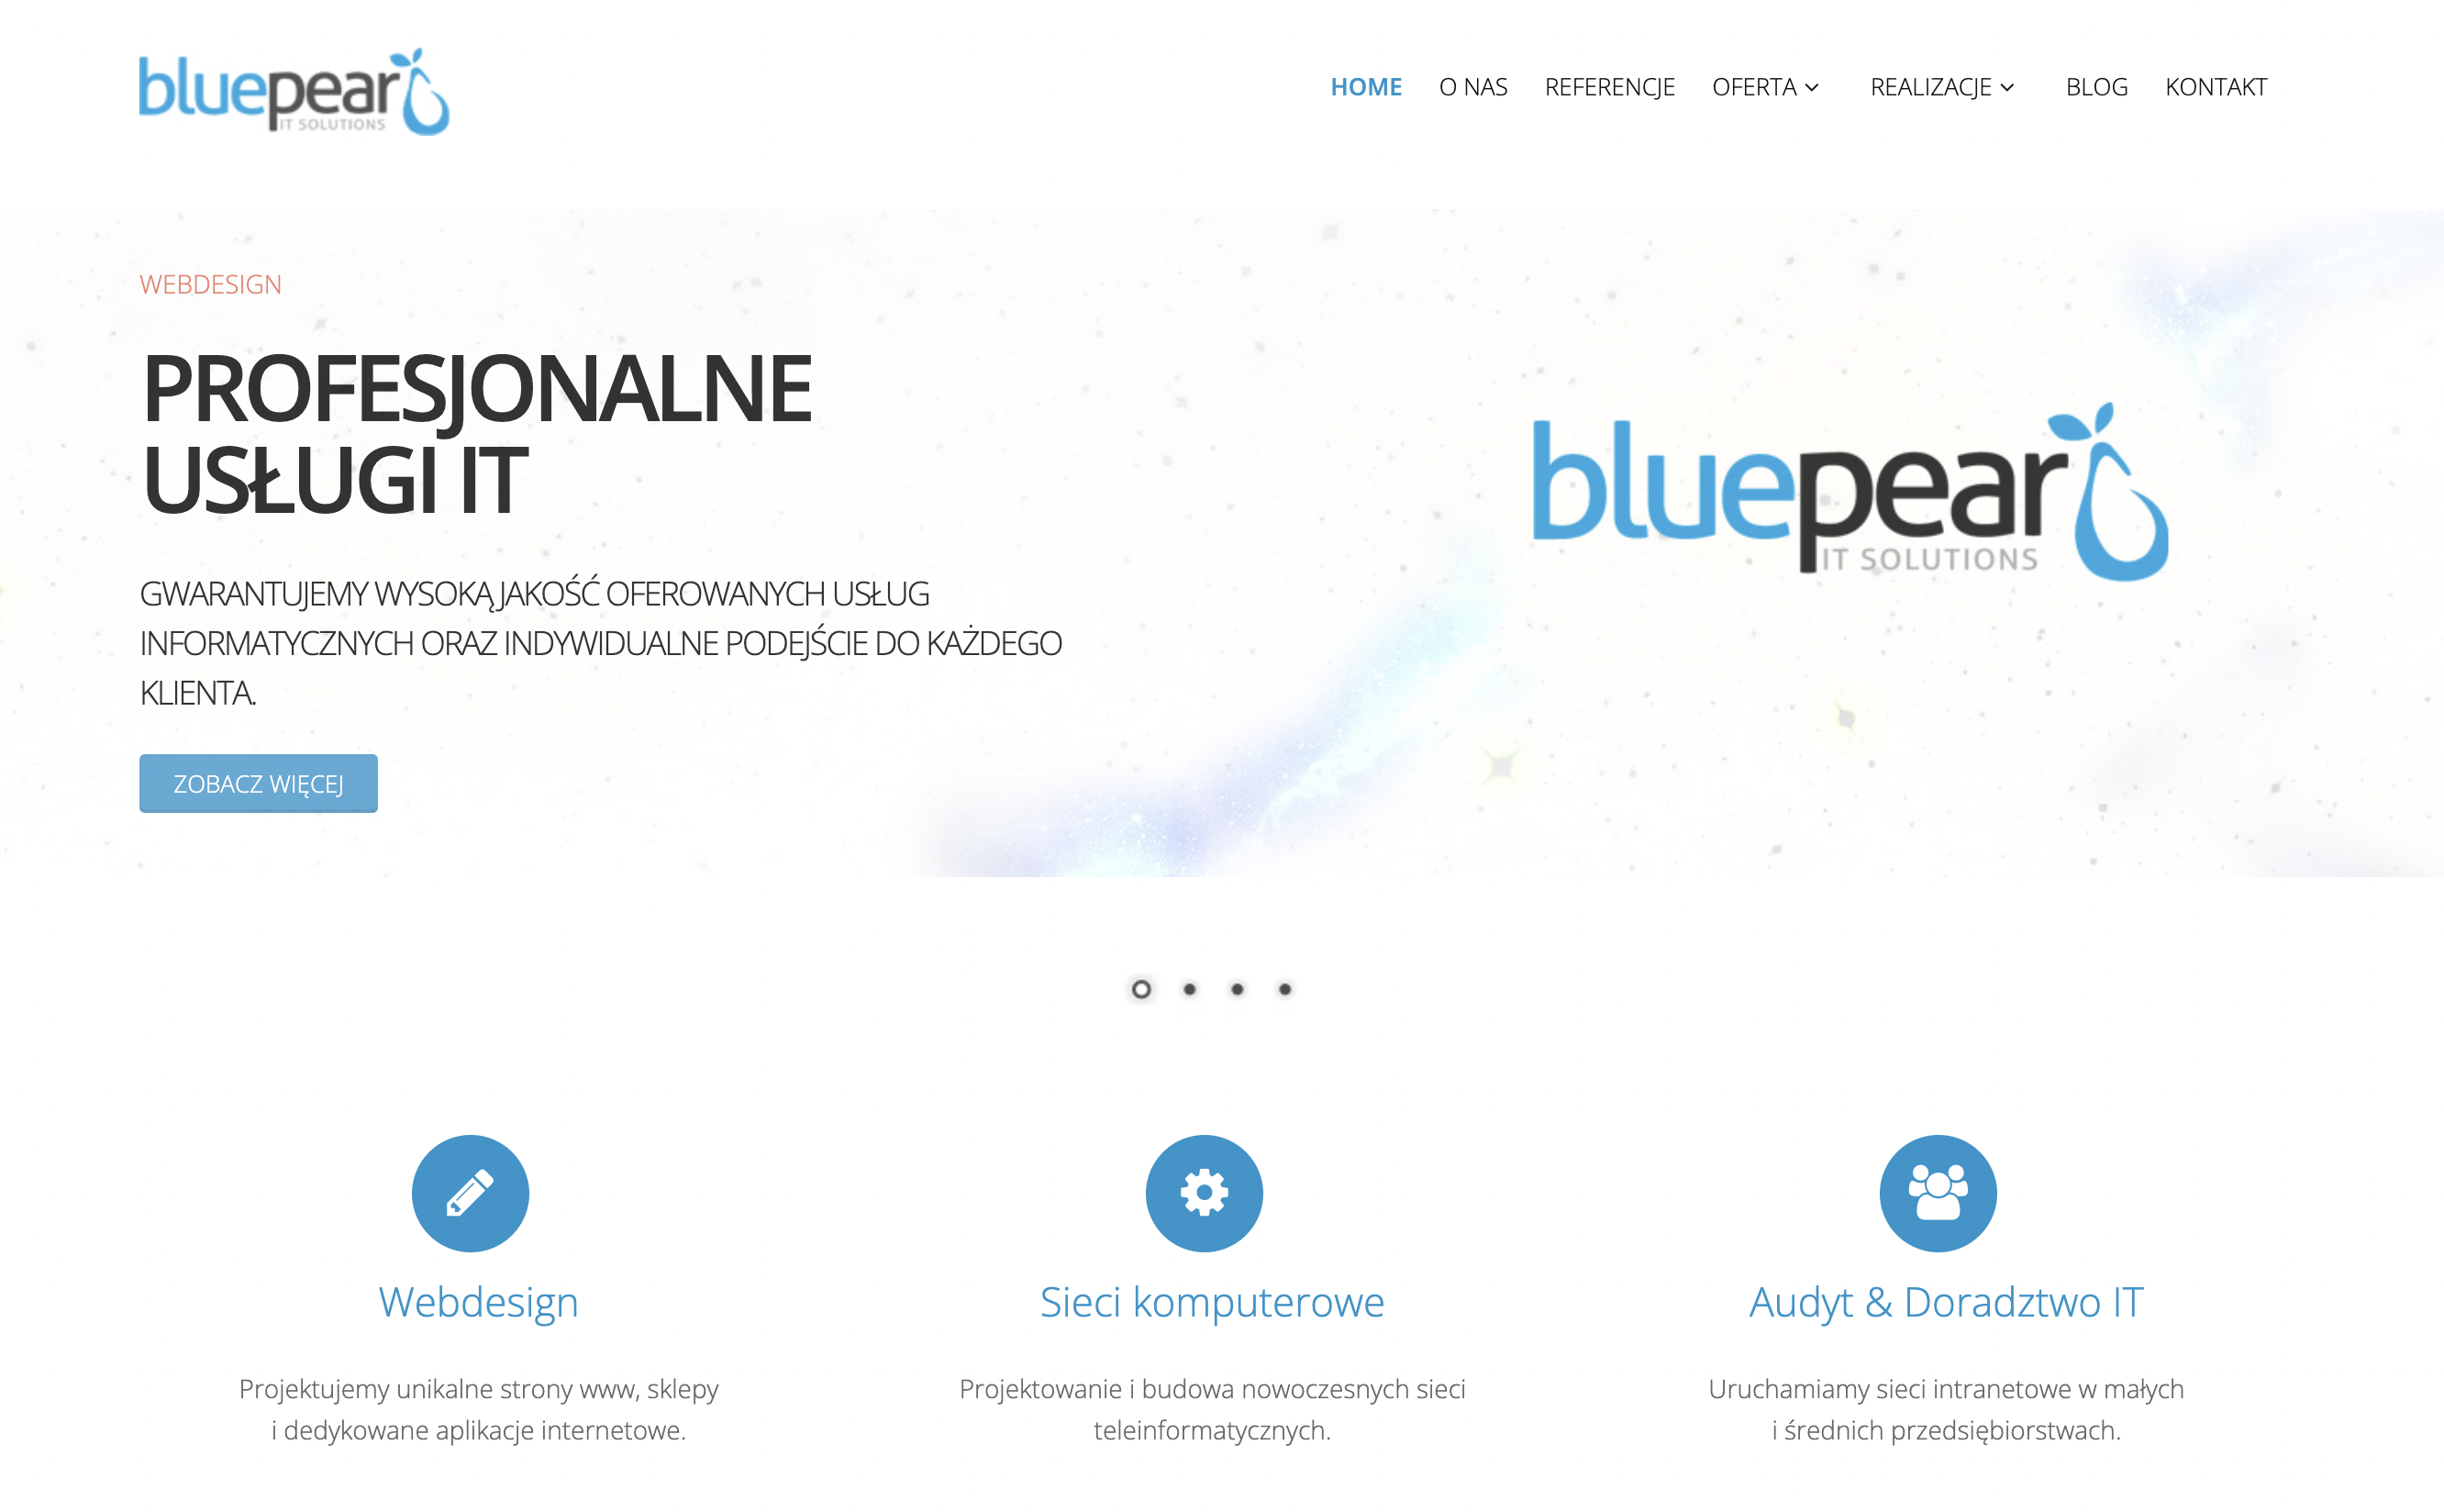 bluepear
IT SOLUTIONS
HOME O NAS REFERENCJE OFERTA REALIZACJE BLOG KONTAKT
WEBDESIGN
PROFESJONALNE
USŁUGI IT
GWARANTUJEMY WYSOKĄ JAKOŚĆ OFEROWANYCH USŁUG
INFORMATYCZNYCH ORAZ INDYWIDUALNE PODEJŚCIE DO KAŻDEGO
KLIENTA.
ZOBACZ WIĘCEJ
bluepear
IT SOLUTIONS
Webdesign
Projektujemy unikalne strony www, sklepy
i dedykowane aplikacje internetowe.
Sieci komputerowe
Projektowanie i budowa nowoczesnych sieci
teleinformatycznych.
Audyt & Doradztwo IT
Uruchamiamy sieci intranetowe w małych
i średnich przedsiębiorstwach.